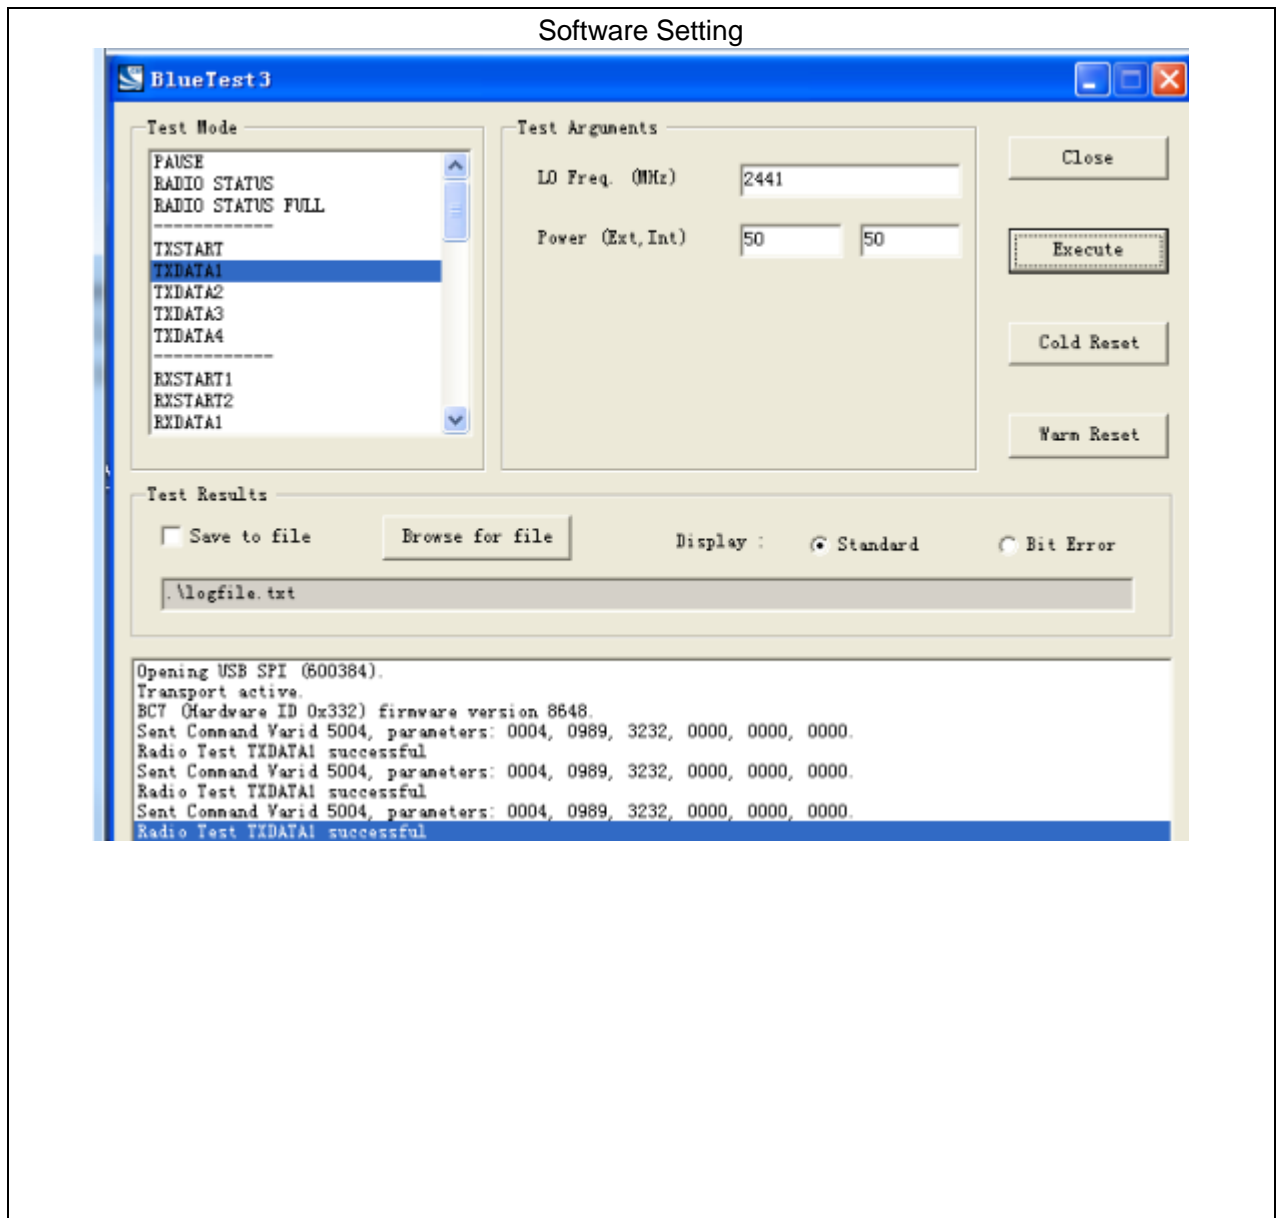 Software Setting
BlueTest3
Test Mode
PAUSE
RADIO STATUS
RADIO STATUS FULL
------------
TXSTART
TXDATA1
TXDATA2
TXDATA3
TXDATA4
------------
RXSTART1
RXSTART2
RXDATA1
Test Arguments
LO Freq. (MHz) 2441
Power (Ext,Int) 50 50
Close
Execute
Cold Reset
Warm Reset
Test Results
Save to file Browse for file Display : Standard Bit Error
.\logfile.txt
Opening USB SPI (600384).
Transport active.
BC7 (Hardware ID 0x332) firmware version 8648.
Sent Command Varid 5004, parameters: 0004, 0989, 3232, 0000, 0000, 0000.
Radio Test TXDATA1 successful
Sent Command Varid 5004, parameters: 0004, 0989, 3232, 0000, 0000, 0000.
Radio Test TXDATA1 successful
Sent Command Varid 5004, parameters: 0004, 0989, 3232, 0000, 0000, 0000.
Radio Test TXDATA1 successful